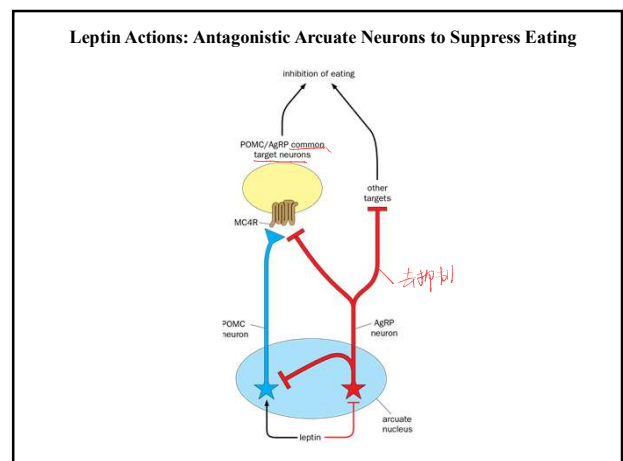 Leptin Actions: Antagonistic Arcuate Neurons to Suppress Eating
inhibition of eating
POMC/AgRP common
target neurons
other
targets
MC4R
去抑制
POMC
neuron
AgRP
neuron
arcuate
nucleus
leptin